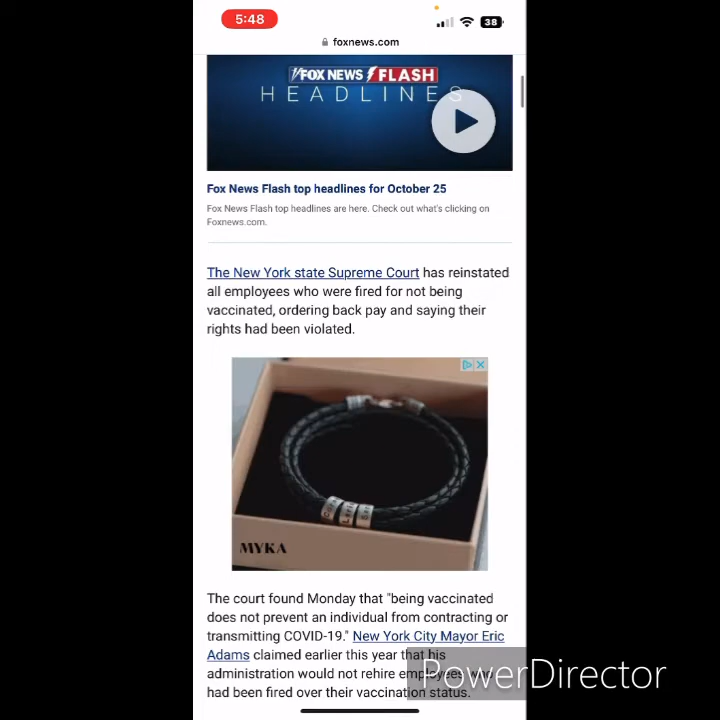 5:48
38
foxnews.com
FOX NEWS FLASH
HEADLINES
Fox News Flash top headlines for October 25
Fox News Flash top headlines are here. Check out what's clicking on
Foxnews.com.
The New York state Supreme Court has reinstated
all employees who were fired for not being
vaccinated, ordering back pay and saying their
rights had been violated.
MYKA
The court found Monday that "being vaccinated
does not prevent an individual from contracting or
transmitting COVID-19." New York City Mayor Eric
Adams claimed earlier this year that his
administration would not rehire employees who
had been fired over their vaccination status.
PowerDirector